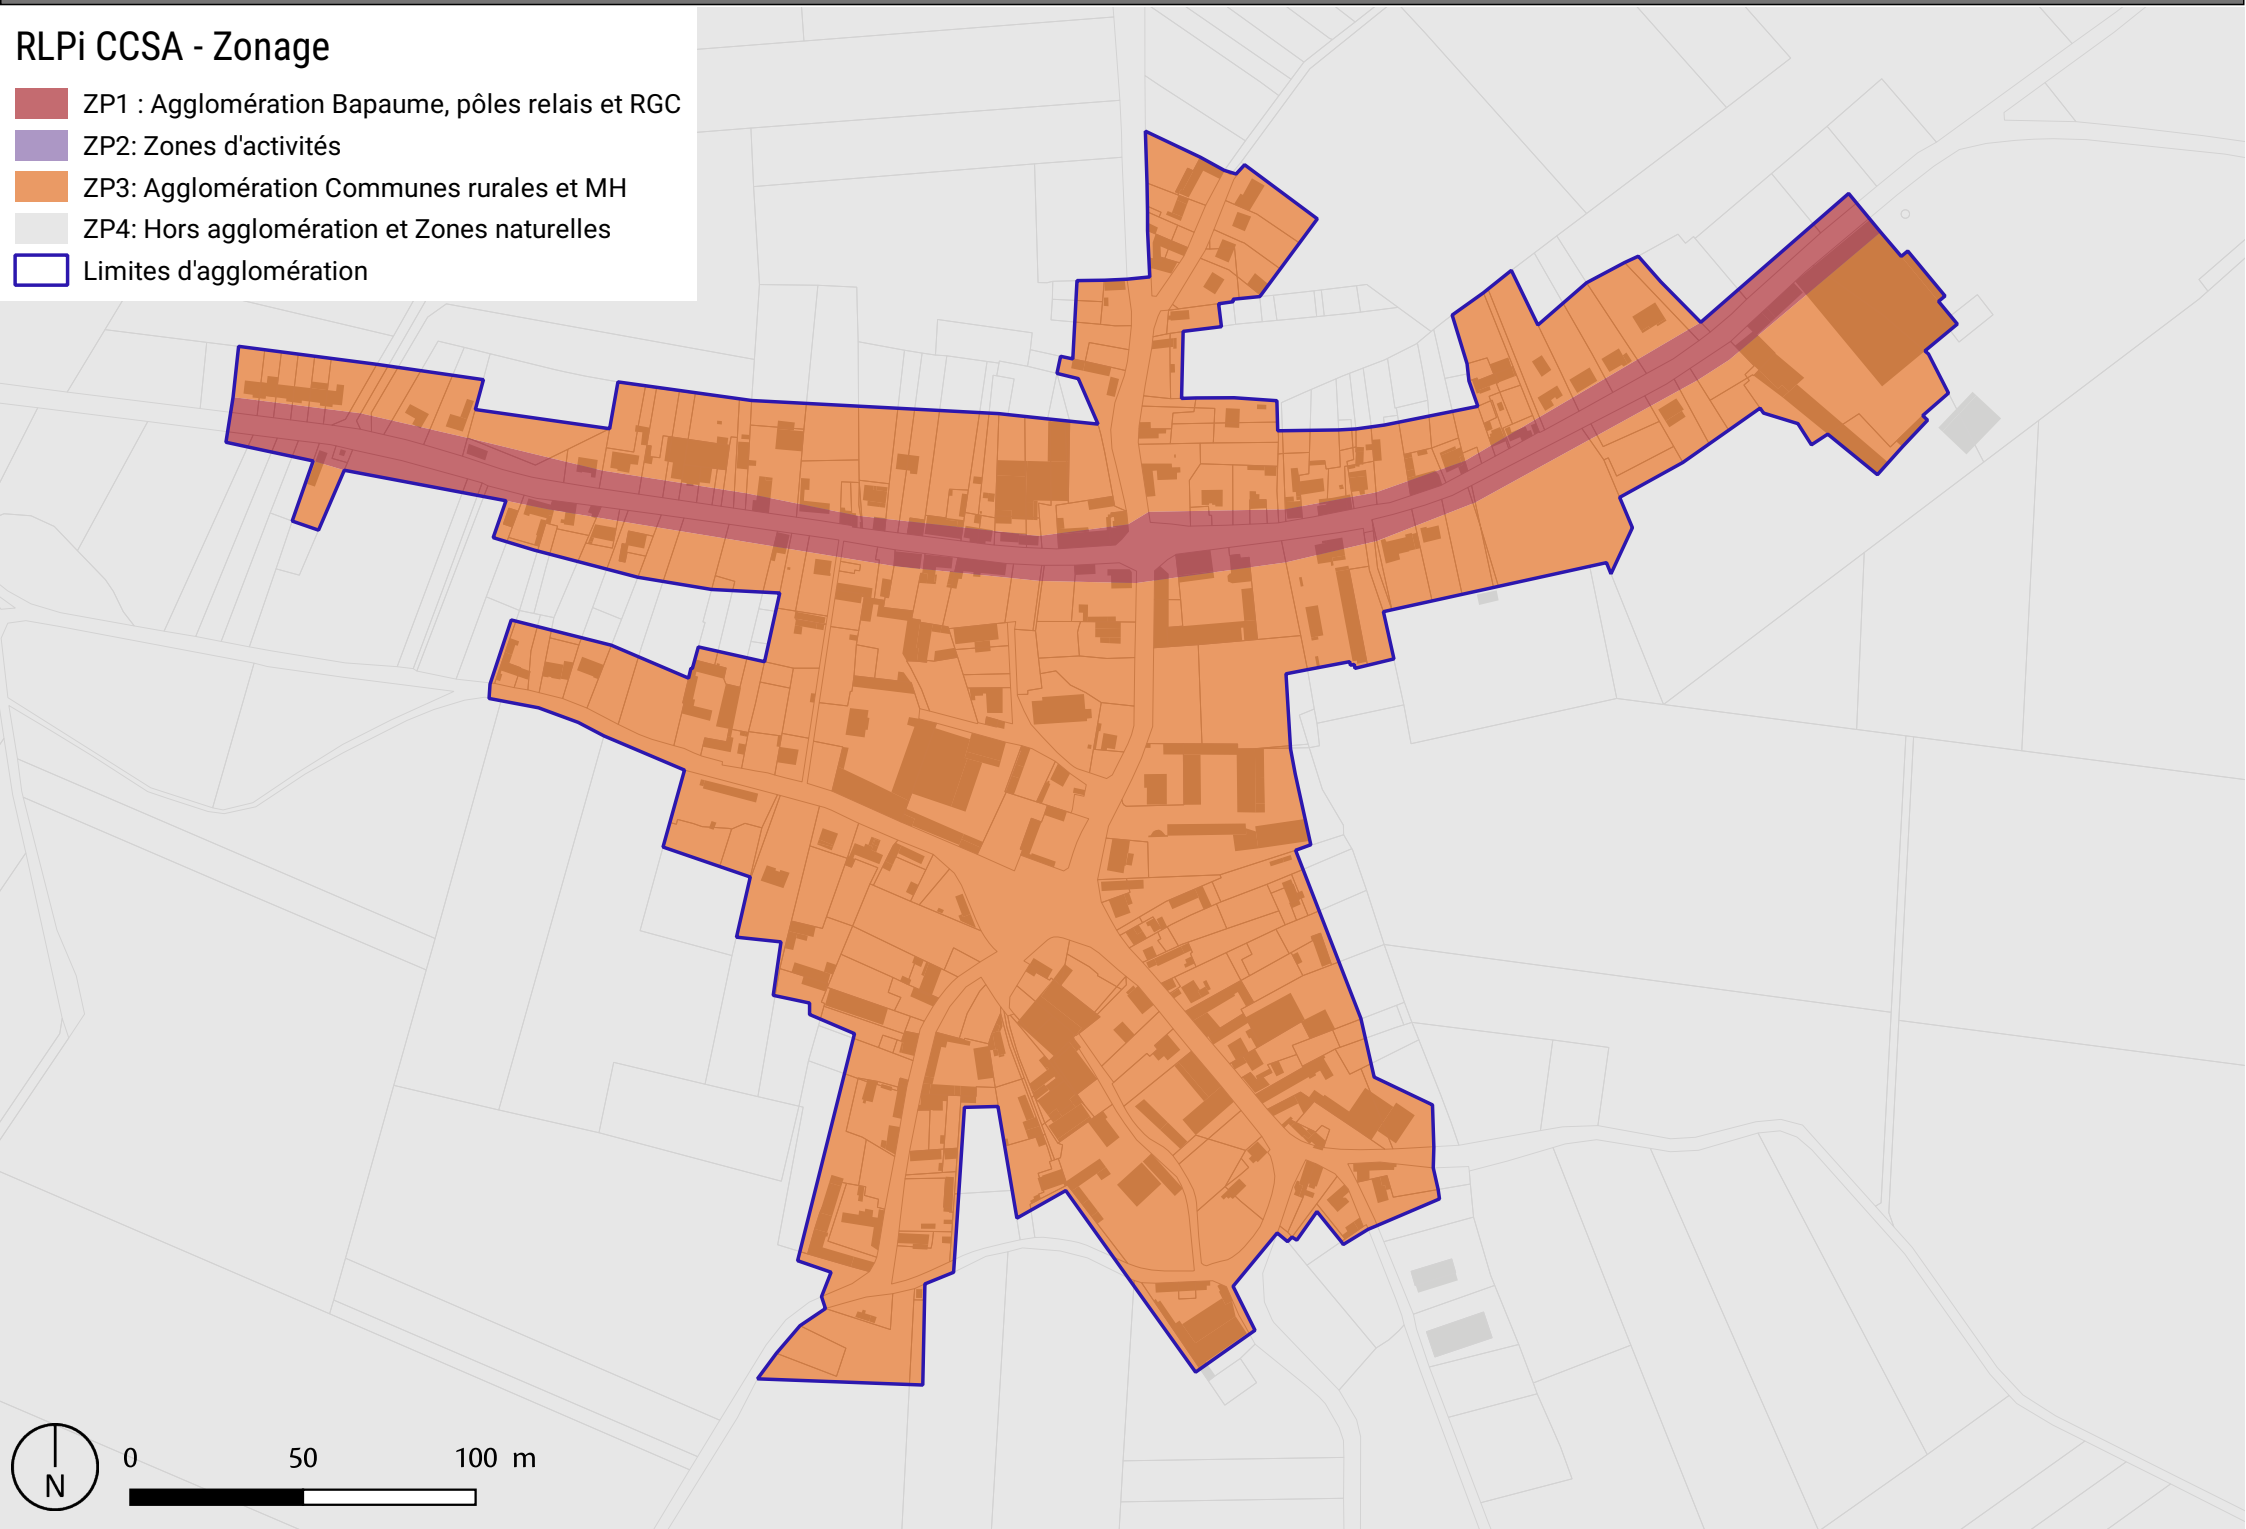 RLPi CCSA - Zonage
ZP1 : Agglomération Bapaume, pôles relais et RGC
ZP2: Zones d'activités
ZP3: Agglomération Communes rurales et MH
ZP4: Hors agglomération et Zones naturelles
Limites d'agglomération
N
0 50 100 m